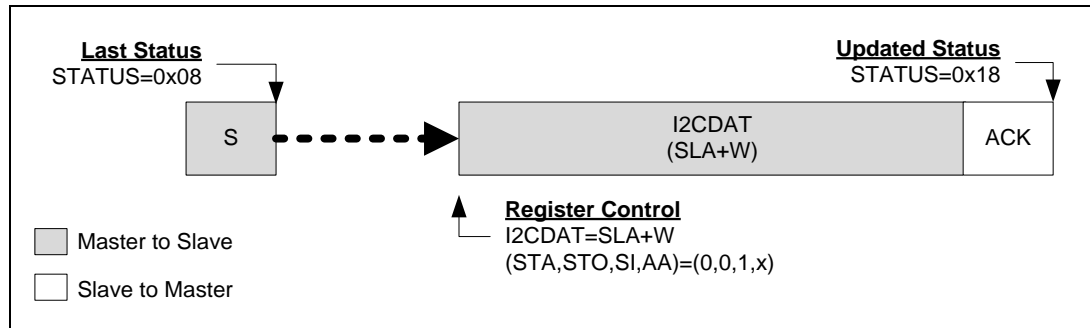 Last Status
STATUS=0x08
Updated Status
STATUS=0x18
S
I2CDAT
(SLA+W)
ACK
Register Control
I2CDAT=SLA+W
(STA,STO,SI,AA)=(0,0,1,x)
Master to Slave
Slave to Master